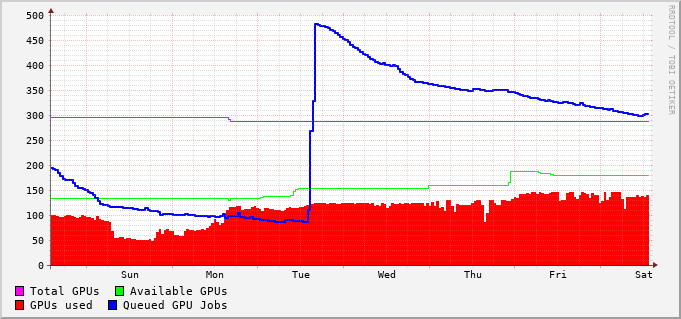 500
450
400
350
300
250
200
150
100
50
0
Sun Mon Tue Wed Thu Fri Sat
Total GPUs Available GPUs
GPUs used Queued GPU Jobs
RRDTOOL / TOBI OETIKER